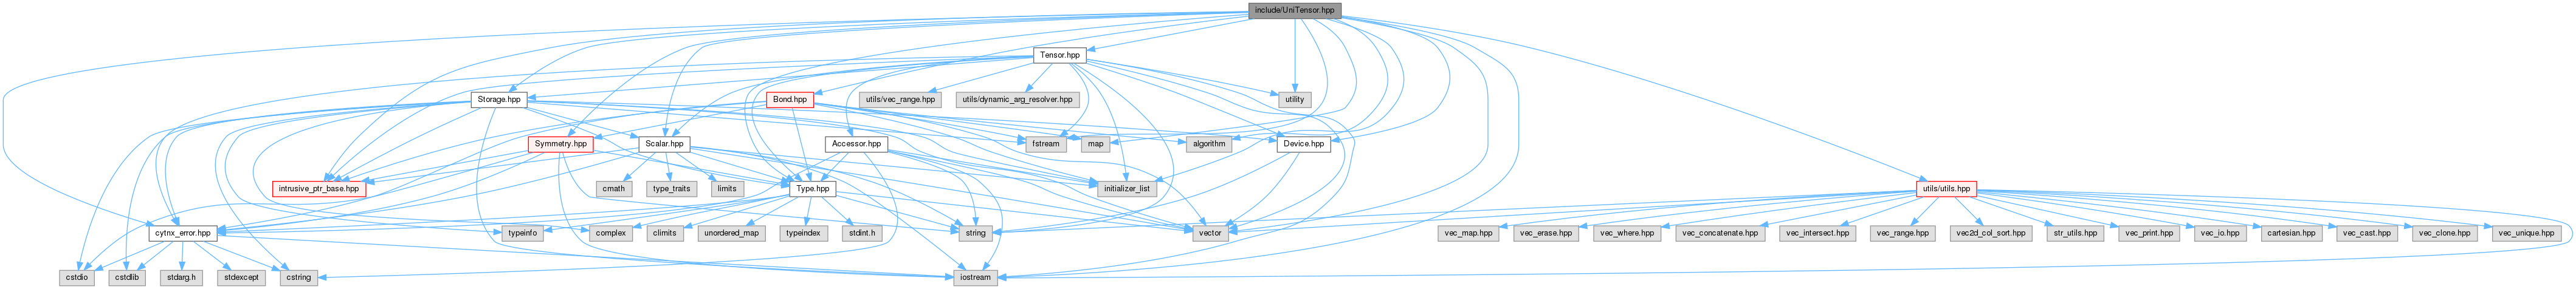 include/UniTensor.hpp
Tensor.hpp
Storage.hpp
Bond.hpp
utils/vec_range.hpp
utils/dynamic_arg_resolver.hpp
utility
Symmetry.hpp
Scalar.hpp
Accessor.hpp
fstream
map
algorithm
Device.hpp
intrusive_ptr_base.hpp
cmath
type_traits
limits
Type.hpp
initializer_list
utils/utils.hpp
cytnx_error.hpp
typeinfo
complex
climits
unordered_map
typeindex
stdint.h
string
vector
vec_map.hpp
vec_erase.hpp
vec_where.hpp
vec_concatenate.hpp
vec_intersect.hpp
vec_range.hpp
vec2d_col_sort.hpp
str_utils.hpp
vec_print.hpp
vec_io.hpp
cartesian.hpp
vec_cast.hpp
vec_clone.hpp
vec_unique.hpp
cstdio
cstdlib
stdarg.h
stdexcept
cstring
iostream